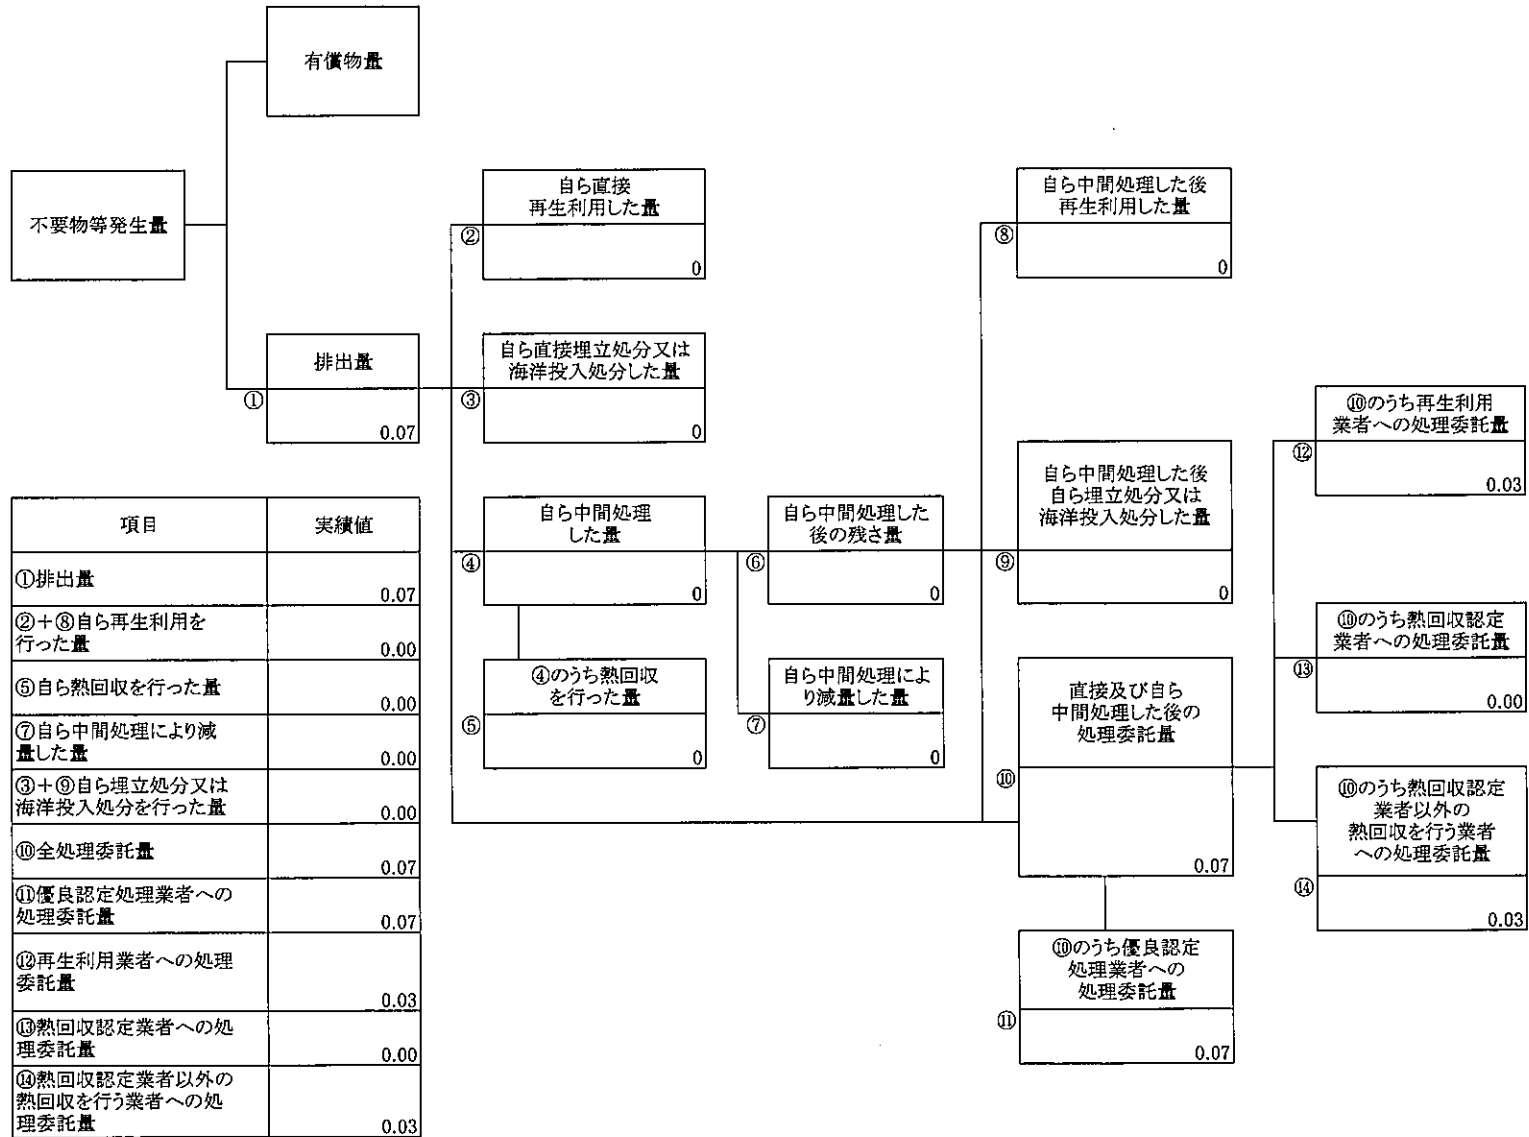 有償物量
不要物等発生量
自ら直接
再生利用した量
②
0
自ら中間処理した後
再生利用した量
⑧
0
排出量
①
0.07
自ら直接埋立処分又は
海洋投入処分した量
③
0
⑩のうち再生利用
業者への処理委託量
⑫
0.03
自ら中間処理
した量
④
0
自ら中間処理した
後の残さ量
⑥
0
自ら中間処理した後
自ら埋立処分又は
海洋投入処分した量
⑨
0
⑩のうち熱回収認定
業者への処理委託量
⑬
0.00
④のうち熱回収
を行った量
⑤
0
自ら中間処理によ
り減量した量
⑦
0
直接及び自ら
中間処理した後の
処理委託量
⑩
0.07
⑩のうち熱回収認定
業者以外の
熱回収を行う業者
への処理委託量
⑭
0.03
⑩のうち優良認定
処理業者への
処理委託量
⑪
0.07
項目 実績値
①排出量
0.07
②+⑧自ら再生利用を
行った量
0.00
⑤自ら熱回収を行った量
0.00
⑦自ら中間処理により減
量した量
0.00
③+⑨自ら埋立処分又は
海洋投入処分を行った量
0.00
⑩全処理委託量
0.07
⑪優良認定処理業者への
処理委託量
0.07
⑫再生利用業者への処理
委託量
0.03
⑬熱回収認定業者への処
理委託量
0.00
⑭熱回収認定業者以外の
熱回収を行う業者への処
理委託量
0.03